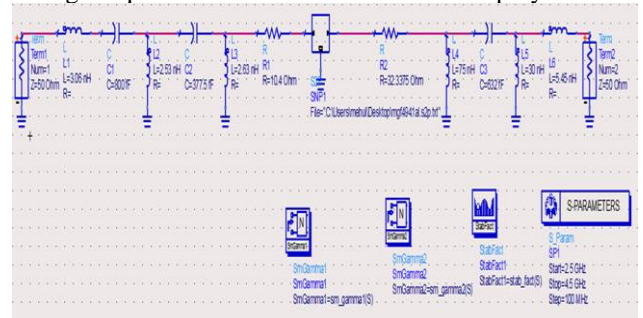 Term
Term1
Num=1
Z=50 Ohm
L
L1
L=3.06 nH
R=
C
C1
C=800 fF
L
L2
L=2.53 nH
R=
C
C2
C=377.5 fF
L
L3
L=2.63 nH
R=
R
R1
R=10.4 Ohm
SNP1
File="C:\Users\mehul\Desktop\mgf4941al.s2p.txt"
R
R2
R=32.3375 Ohm
L
L4
L=75 nH
R=
C
C3
C=632 fF
L
L5
L=30 nH
R=
L
L6
L=5.45 nH
R=
Term
Term2
Num=2
Z=50 Ohm
SmGamma1
SmGamma1
SmGamma1
SmGamma1=sm_gamma1(S)
SmGamma2
SmGamma2
SmGamma2
SmGamma2=sm_gamma2(S)
StabFact
StabFact
StabFact1
StabFact1=stab_fact(S)
S-PARAMETERS
S_Param
SP1
Start=2.5 GHz
Stop=4.5 GHz
Step=100 MHz